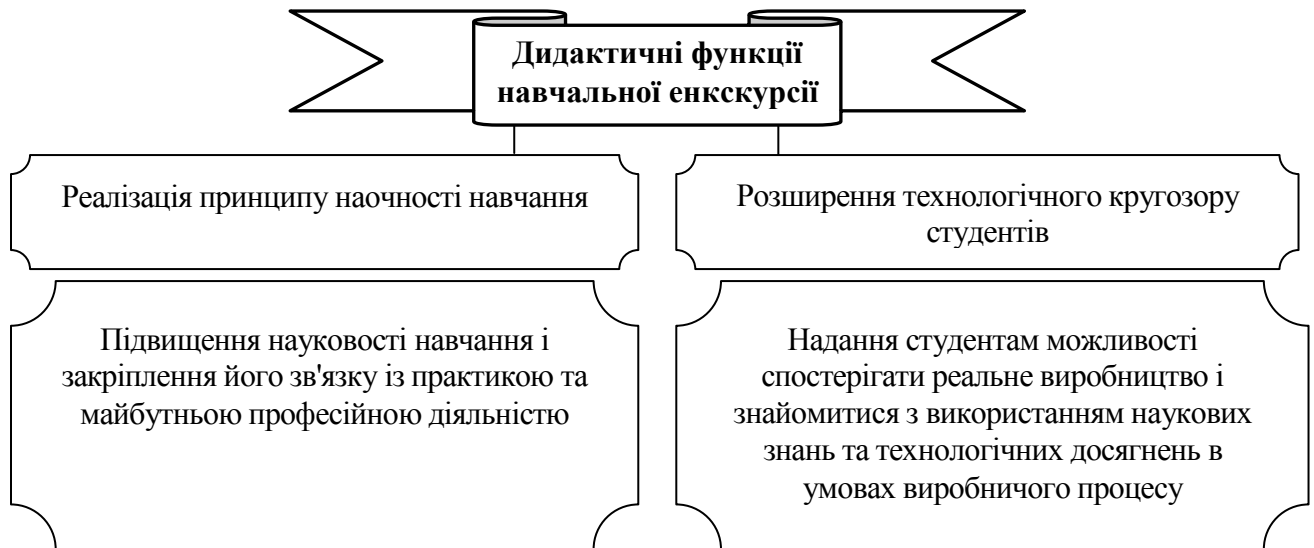 Дидактичні функції
навчальної енкскурсії
Реалізація принципу наочності навчання
Розширення технологічного кругозору
студентів
Підвищення науковості навчання і
закріплення його зв'язку із практикою та
майбутньою професійною діяльністю
Надання студентам можливості
спостерігати реальне виробництво і
знайомитися з використанням наукових
знань та технологічних досягнень в
умовах виробничого процесу